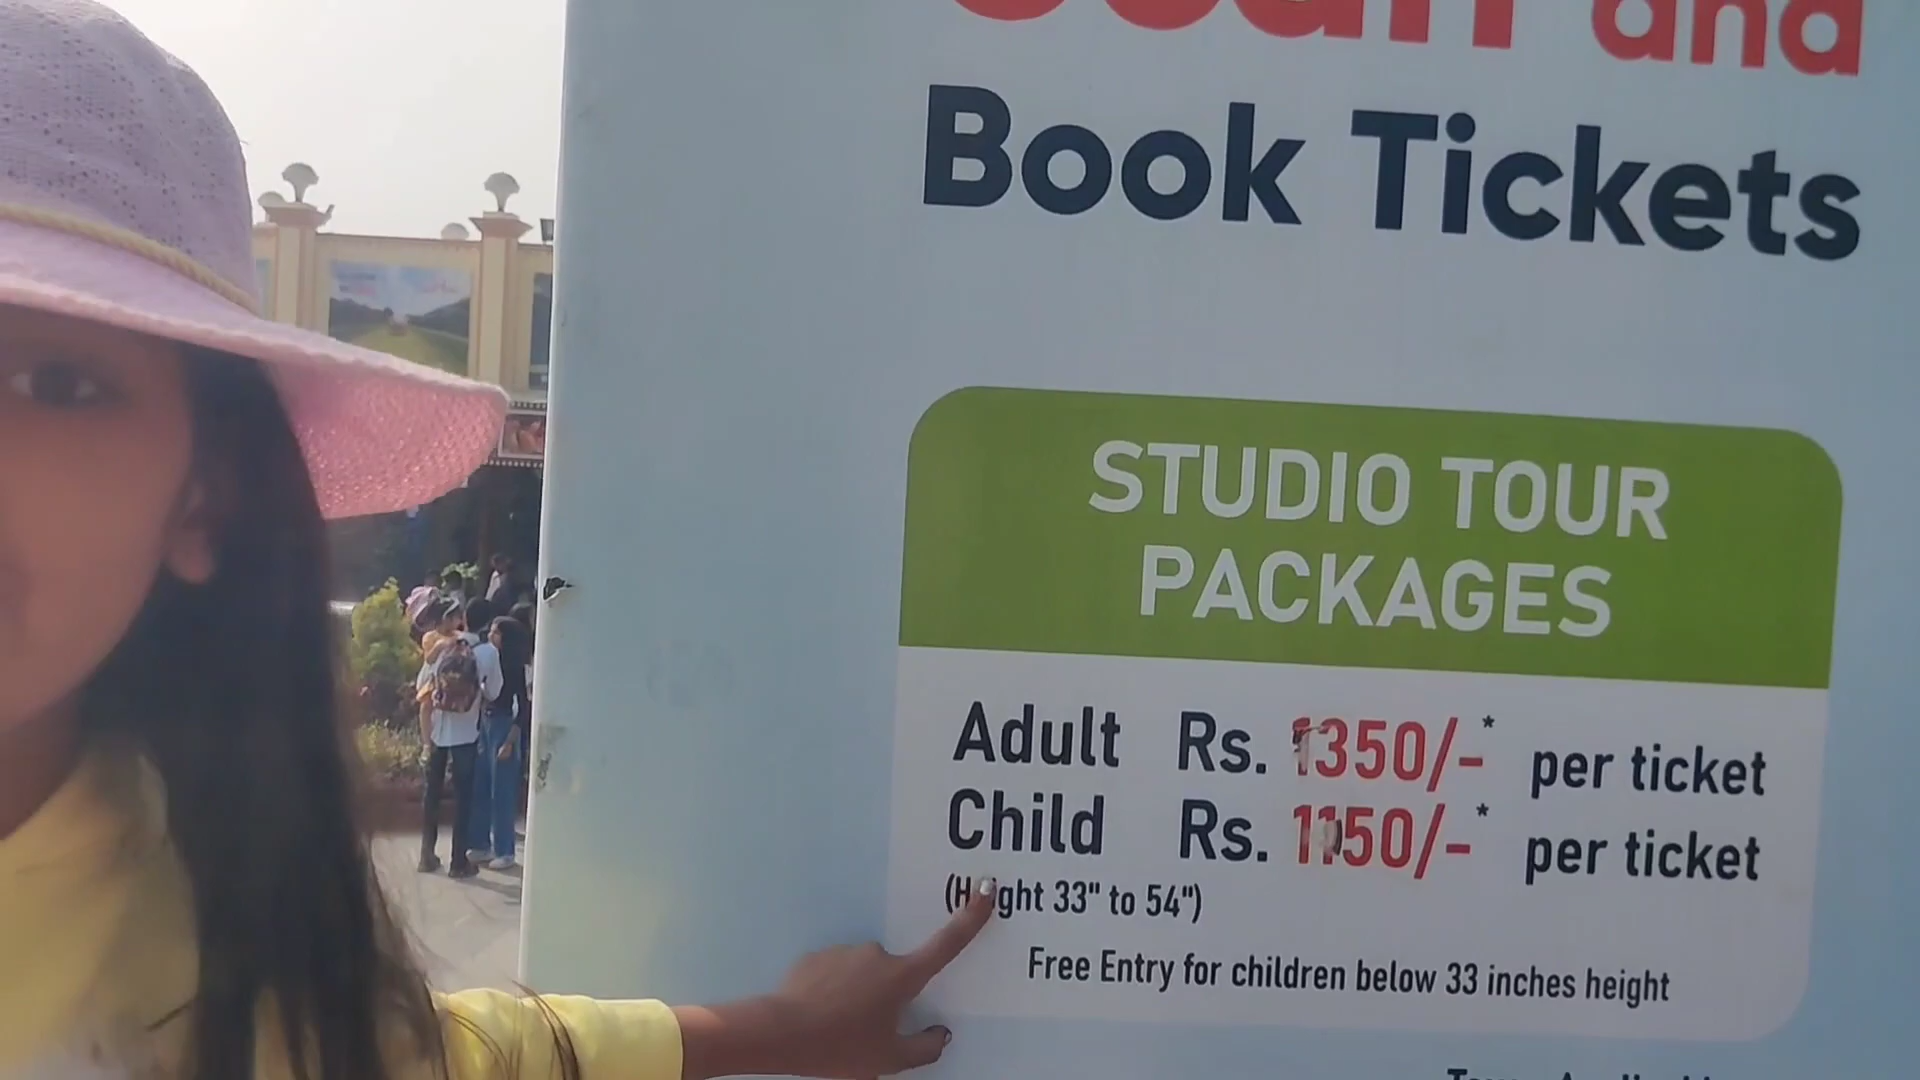 and
Book Tickets
STUDIO TOUR
PACKAGES
Adult Rs. 1350/-* per ticket
Child Rs. 1150/-* per ticket
(Height 33" to 54")
Free Entry for children below 33 inches height